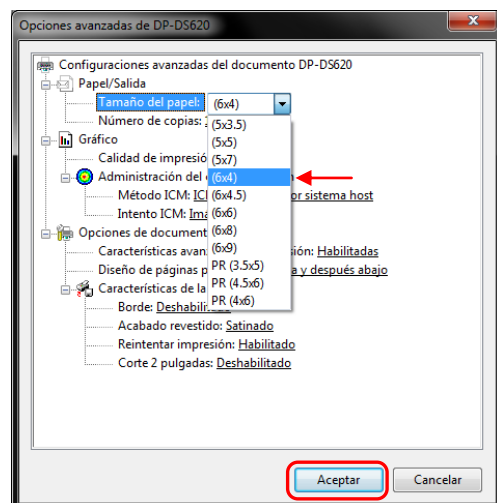 Opciones avanzadas de DP-DS620
Configuraciones avanzadas del documento DP-DS620
Papel/Salida
Tamaño del papel: (6x4)
Número de copias:
(5x3.5)
(5x5)
(5x7)
(6x4)
(6x4.5)
(6x6)
(6x8)
(6x9)
PR (3.5x5)
PR (4.5x6)
PR (4x6)
Gráfico
Calidad de impresió
Administración del
Método ICM: or sistema host
Intento ICM:
Opciones de document
Características avan ión: Habilitadas
Diseño de páginas p a y después abajo
Características de la
Borde: Deshabili
Acabado revestido: Satinado
Reintentar impresión: Habilitado
Corte 2 pulgadas: Deshabilitado
Aceptar
Cancelar